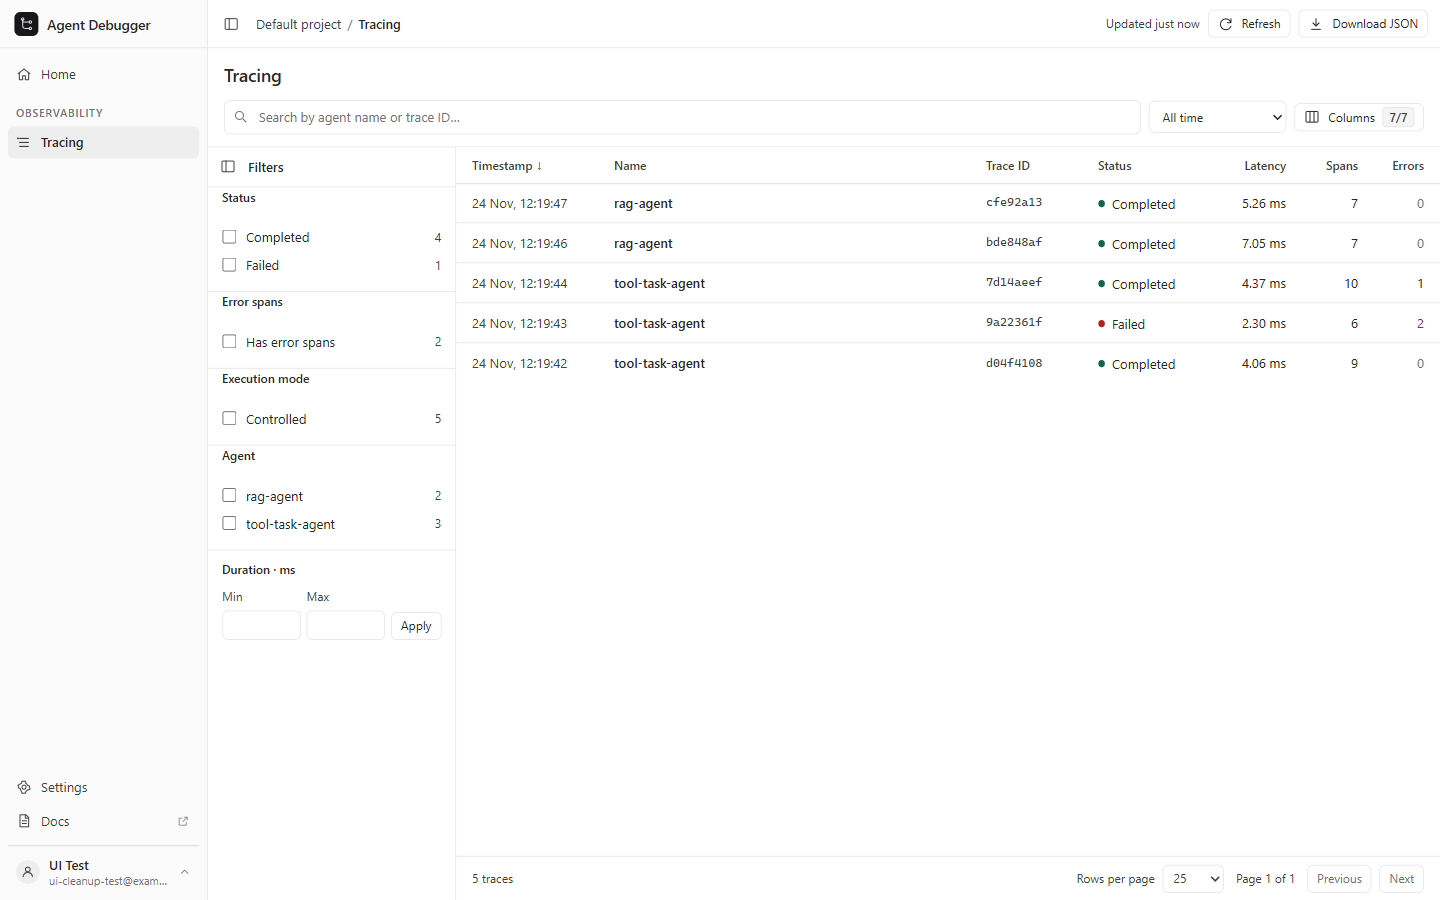 Agent Debugger
Default project / Tracing
Updated just now
Refresh
Download JSON
Home
OBSERVABILITY
Tracing
Settings
Docs
UI Test
ui-cleanup-test@exam...
Tracing
Search by agent name or trace ID...
All time
Columns 7/7
Filters
Status
Completed 4
Failed 1
Error spans
Has error spans 2
Execution mode
Controlled 5
Agent
rag-agent 2
tool-task-agent 3
Duration · ms
Min Max
Apply
Timestamp ↓ Name Trace ID Status Latency Spans Errors
24 Nov, 12:19:47 rag-agent cfe92a13 Completed 5.26 ms 7 0
24 Nov, 12:19:46 rag-agent bde848af Completed 7.05 ms 7 0
24 Nov, 12:19:44 tool-task-agent 7d14aeef Completed 4.37 ms 10 1
24 Nov, 12:19:43 tool-task-agent 9a22361f Failed 2.30 ms 6 2
24 Nov, 12:19:42 tool-task-agent d04f4108 Completed 4.06 ms 9 0
5 traces
Rows per page 25 Page 1 of 1 Previous Next